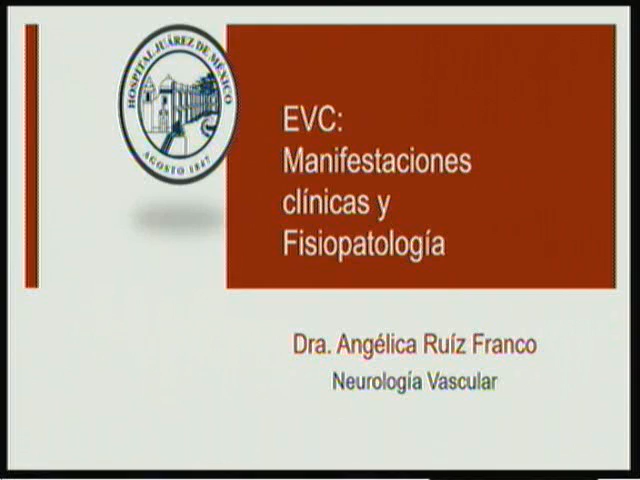 HOSPITAL JUÁREZ DE MÉXICO
AGOSTO 1847
EVC:
Manifestaciones
clínicas y
Fisiopatología
Dra. Angélica Ruíz Franco
Neurología Vascular